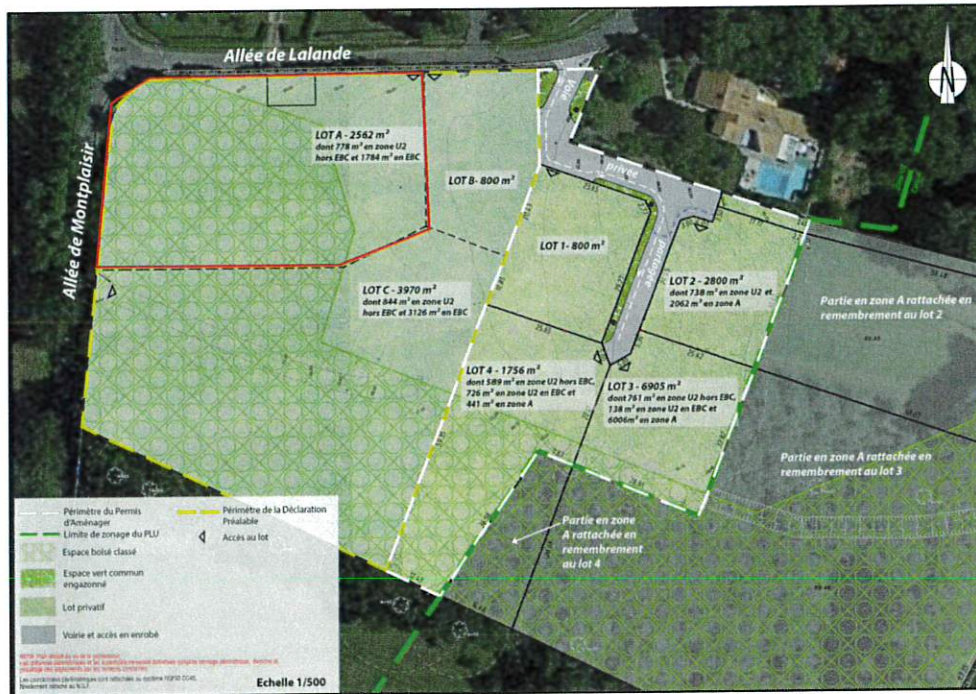 Allée de Lalande
N
Allée de Montplaisir
LOT A - 2562 m²
dont 778 m² en zone U2
hors EBC et 1784 m² en EBC
LOT B- 800 m²
Voie
privée
partagée
LOT 1- 800 m²
LOT 2 - 2800 m²
dont 738 m² en zone U2 et
2062 m² en zone A
Partie en zone A rattachée en
remembrement au lot 2
LOT C - 3970 m²
dont 844 m² en zone U2
hors EBC et 3126 m² en EBC
LOT 4 - 1756 m²
dont 589 m² en zone U2 hors EBC,
726 m² en zone U2 en EBC et
441 m² en zone A
LOT 3 - 6905 m²
dont 761 m² en zone U2 hors EBC,
138 m² en zone U2 en EBC et
6006m² en zone A
Partie en zone A rattachée en
remembrement au lot 3
Partie en zone
A rattachée en
remembrement
au lot 4
Périmètre du Permis
d'Aménager
Périmètre de la Déclaration
Préalable
Limite de zonage du PLU
Accès au lot
Espace boisé classé
Espace vert commun
engazonné
Lot privatif
Voirie et accès en enrobé
Echelle 1/500